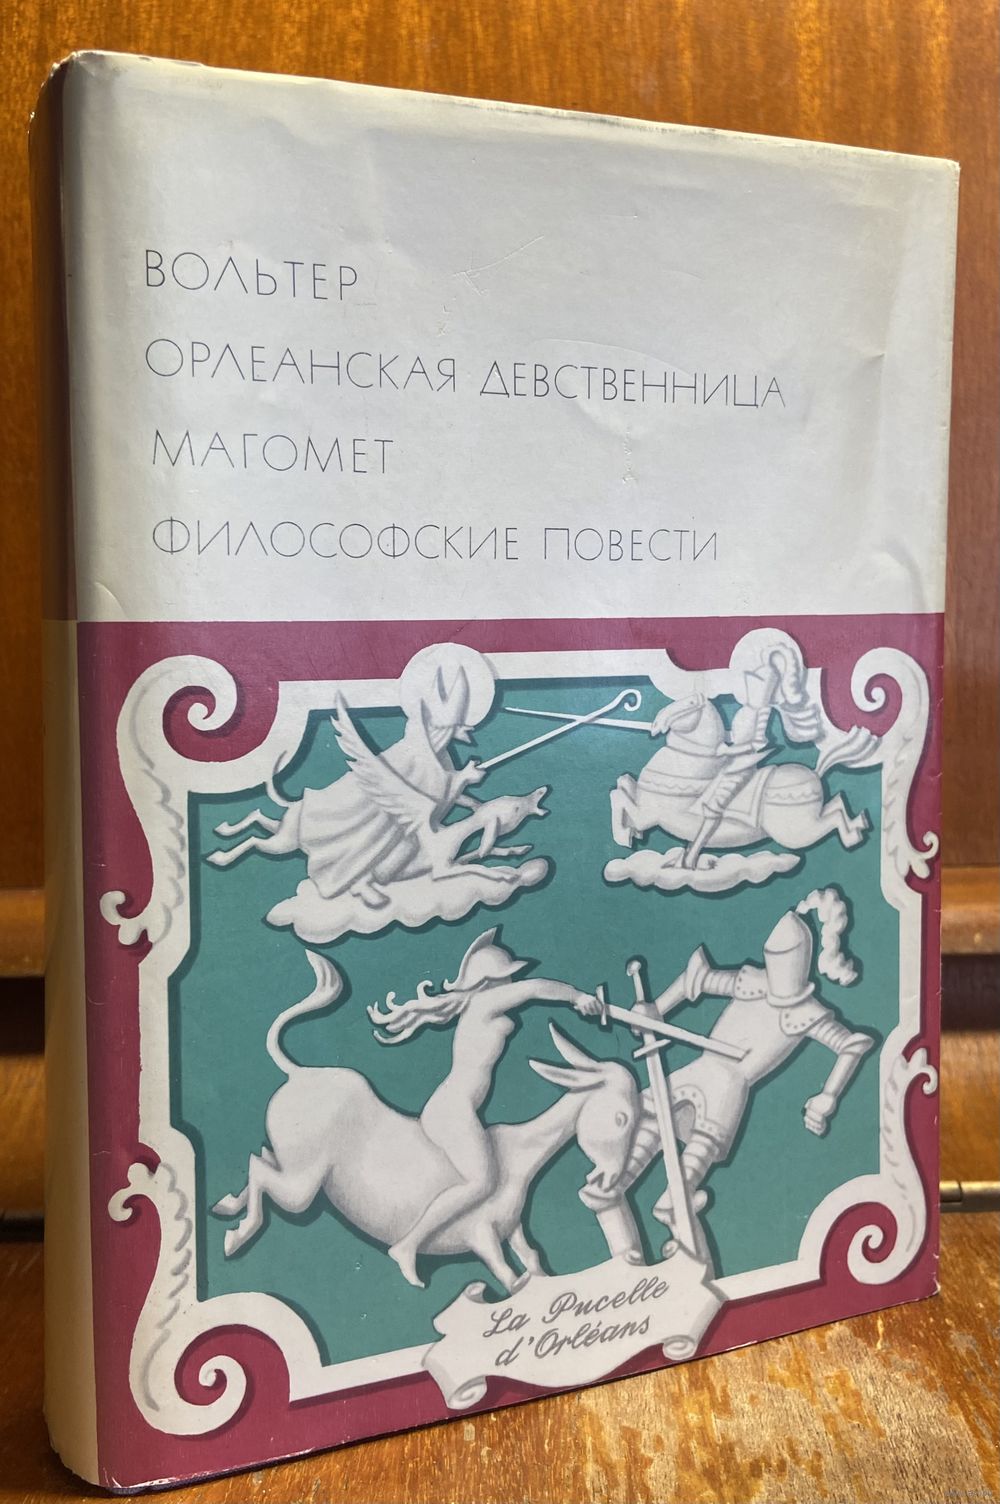 ВОЛЬТЕР
ОРЛЕАНСКАЯ ДЕВСТВЕННИЦА
МАГОМЕТ
ФИЛОСОФСКИЕ ПОВЕСТИ
La Pucelle
d'Orléans